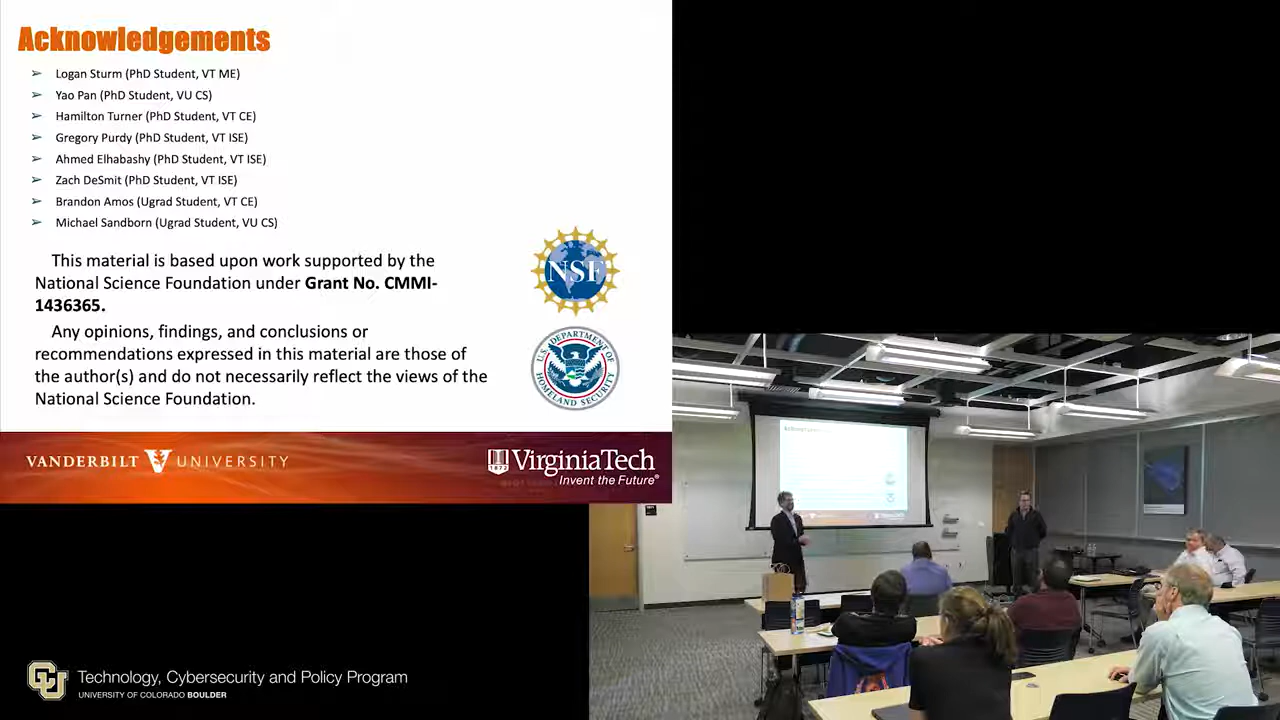 Acknowledgements
➢ Logan Sturm (PhD Student, VT ME)
➢ Yao Pan (PhD Student, VU CS)
➢ Hamilton Turner (PhD Student, VT CE)
➢ Gregory Purdy (PhD Student, VT ISE)
➢ Ahmed Elhabashy (PhD Student, VT ISE)
➢ Zach DeSmit (PhD Student, VT ISE)
➢ Brandon Amos (Ugrad Student, VT CE)
➢ Michael Sandborn (Ugrad Student, VU CS)
This material is based upon work supported by the
National Science Foundation under Grant No. CMMI-
1436365.
Any opinions, findings, and conclusions or
recommendations expressed in this material are those of
the author(s) and do not necessarily reflect the views of the
National Science Foundation.
NSF
U.S. DEPARTMENT OF
HOMELAND SECURITY
VANDERBILT V UNIVERSITY
1872
VirginiaTech
Invent the Future®
CU
Technology, Cybersecurity and Policy Program
UNIVERSITY OF COLORADO BOULDER